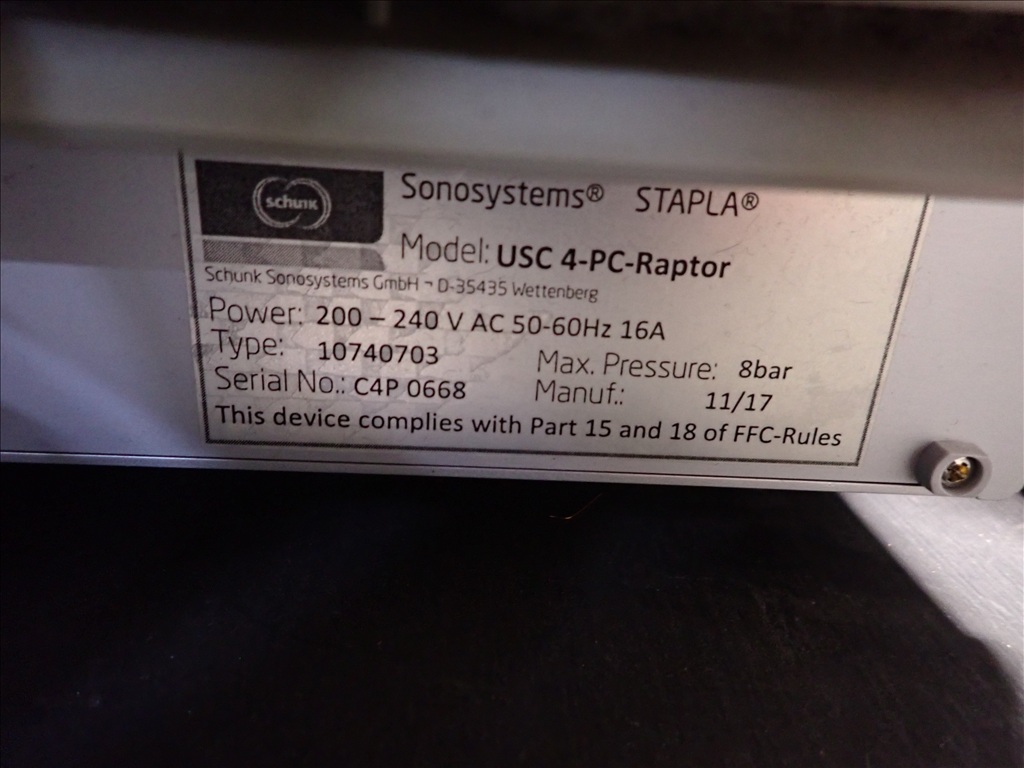 schunk
Sonosystems® STAPLA®
Model: USC 4-PC-Raptor
Schunk Sonosystems GmbH ¬ D-35435 Wettenberg
Power: 200 – 240 V AC 50-60Hz 16A
Type: 10740703
Max. Pressure: 8bar
Serial No.: C4P 0668
Manuf.: 11/17
This device complies with Part 15 and 18 of FFC-Rules